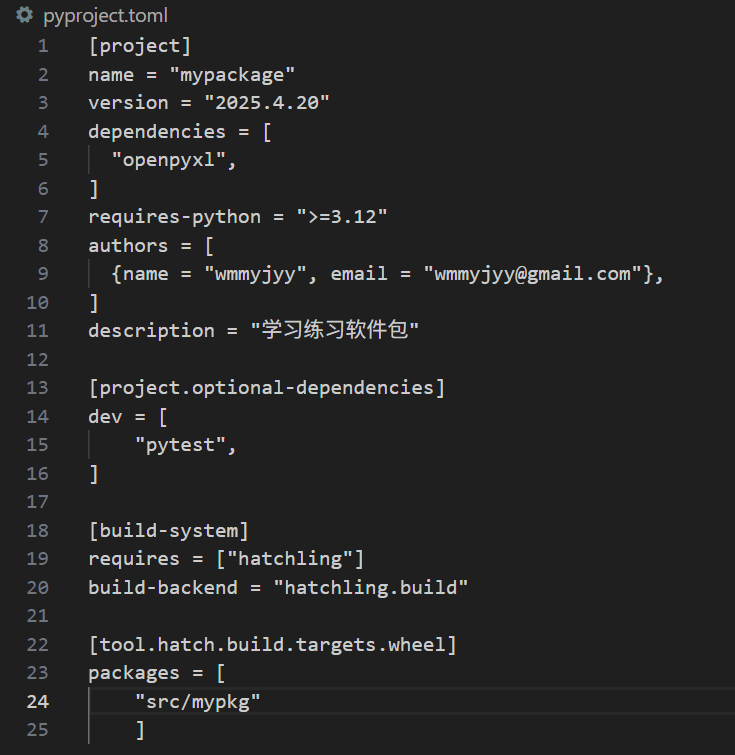 pyproject.toml
1 [project]
2 name = "mypackage"
3 version = "2025.4.20"
4 dependencies = [
5   "openpyxl",
6 ]
7 requires-python = ">=3.12"
8 authors = [
9   {name = "wmmyjyy", email = "wmmyjyy@gmail.com"},
10 ]
11 description = "学习练习软件包"
12
13 [project.optional-dependencies]
14 dev = [
15     "pytest",
16 ]
17
18 [build-system]
19 requires = ["hatchling"]
20 build-backend = "hatchling.build"
21
22 [tool.hatch.build.targets.wheel]
23 packages = [
24     "src/mypkg"
25     ]